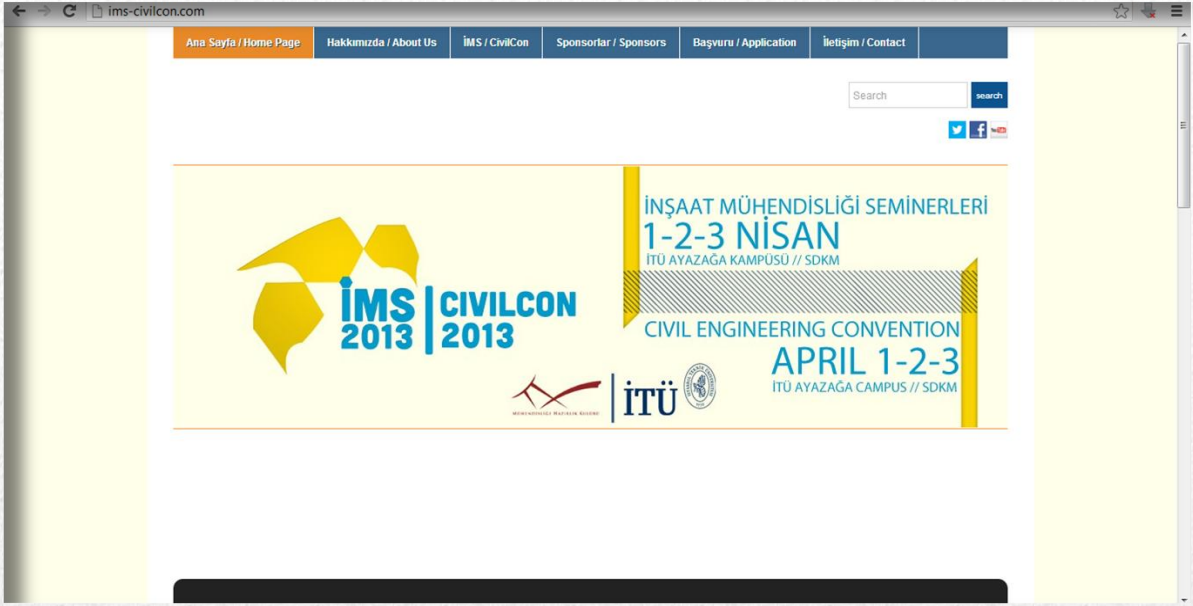 ims-civilcon.com
Ana Sayfa / Home Page
Hakkımızda / About Us
İMS / CivilCon
Sponsorlar / Sponsors
Başvuru / Application
İletişim / Contact
Search
search
İNŞAAT MÜHENDİSLİĞİ SEMİNERLERİ
1-2-3 NİSAN
İTÜ AYAZAĞA KAMPÜSÜ // SDKM
İMS CIVILCON
2013 2013
CIVIL ENGINEERING CONVENTION
APRIL 1-2-3
İTÜ AYAZAĞA CAMPUS // SDKM
İTÜ